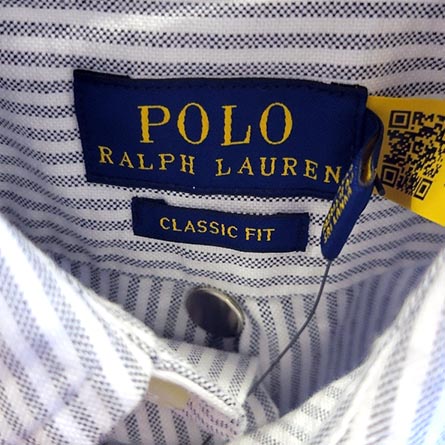 POLO
RALPH LAUREN
CLASSIC FIT